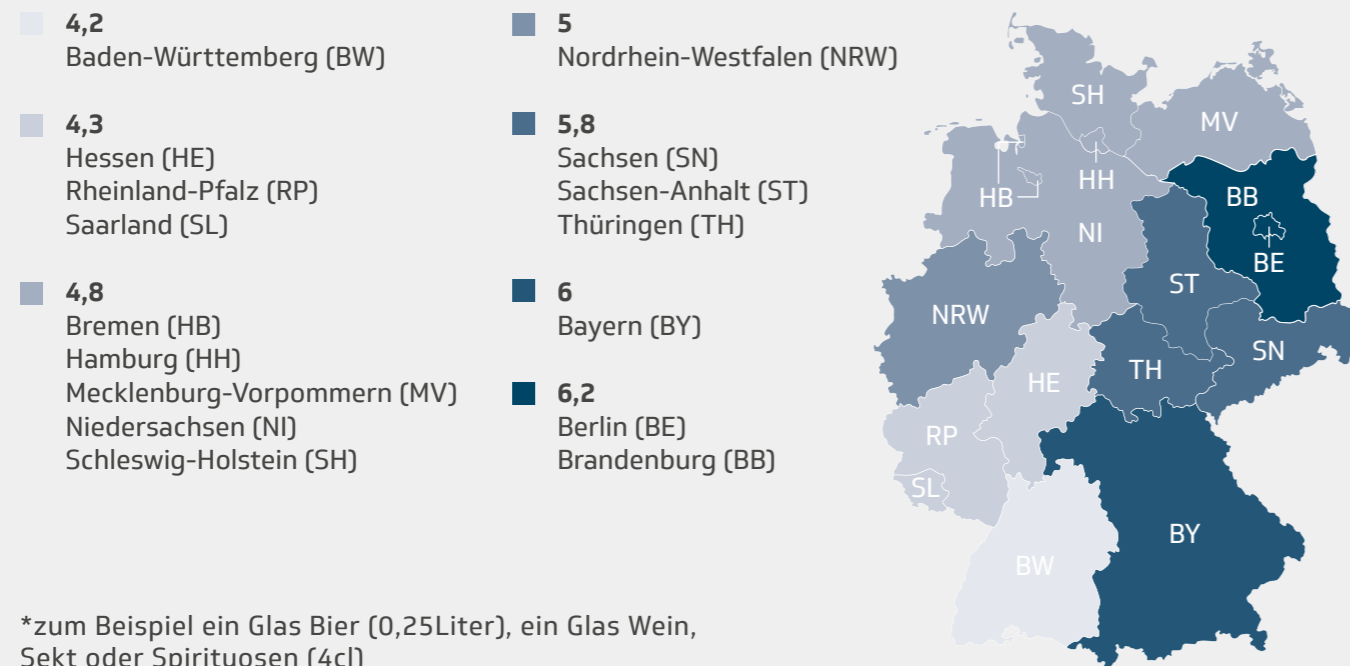 4,2
Baden-Württemberg (BW)
4,3
Hessen (HE)
Rheinland-Pfalz (RP)
Saarland (SL)
4,8
Bremen (HB)
Hamburg (HH)
Mecklenburg-Vorpommern (MV)
Niedersachsen (NI)
Schleswig-Holstein (SH)
5
Nordrhein-Westfalen (NRW)
5,8
Sachsen (SN)
Sachsen-Anhalt (ST)
Thüringen (TH)
6
Bayern (BY)
6,2
Berlin (BE)
Brandenburg (BB)
SH
MV
HH
HB
BB
NI
BE
ST
NRW
SN
TH
HE
RP
SL
BY
BW
*zum Beispiel ein Glas Bier (0,25Liter), ein Glas Wein,
Sekt oder Spirituosen (4cl)